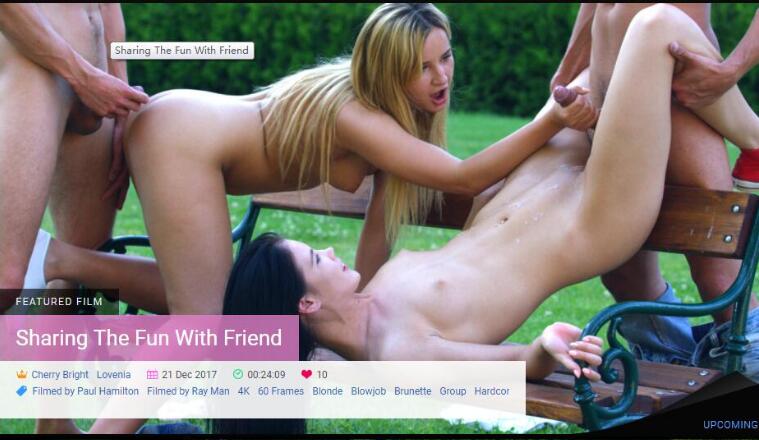 Sharing The Fun With Friend
FEATURED FILM
Sharing The Fun With Friend
Cherry Bright Lovenia 21 Dec 2017 00:24:09 10
Filmed by Paul Hamilton Filmed by Ray Man 4K 60 Frames Blonde Blowjob Brunette Group Hardcor
UPCOMING